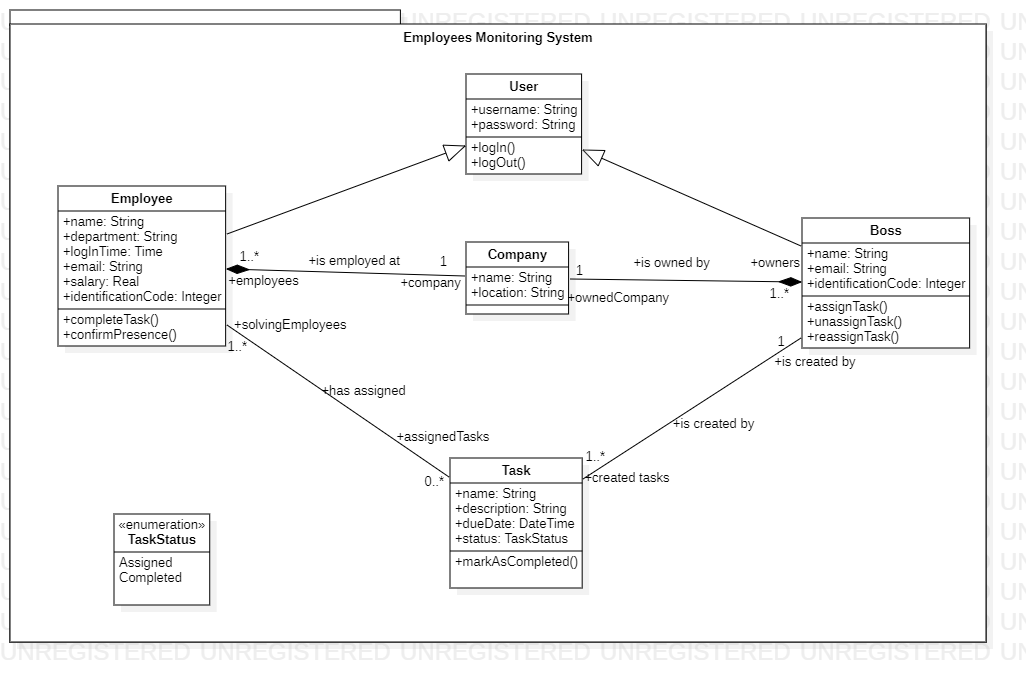 UNREGISTERED UNREGISTERED UNREGISTERED UN
Employees Monitoring System
User
+username: String
+password: String
+logIn()
+logOut()
Employee
+name: String
+department: String
+logInTime: Time
+email: String
+salary: Real
+identificationCode: Integer
+completeTask()
+confirmPresence()
Boss
+name: String
+email: String
+identificationCode: Integer
+assignTask()
+unassignTask()
+reassignTask()
Company
+name: String
+location: String
1..*
+employees
+is employed at
1
+company
1
+ownedCompany
+is owned by
+owners
1..*
+solvingEmployees
1..*
+has assigned
+assignedTasks
0..*
1
+is created by
+is created by
1..*
+created tasks
Task
+name: String
+description: String
+dueDate: DateTime
+status: TaskStatus
+markAsCompleted()
«enumeration»
TaskStatus
Assigned
Completed
UNREGISTERED UNREGISTERED UNREGISTERED UNREGISTERED UNREGISTERED UN